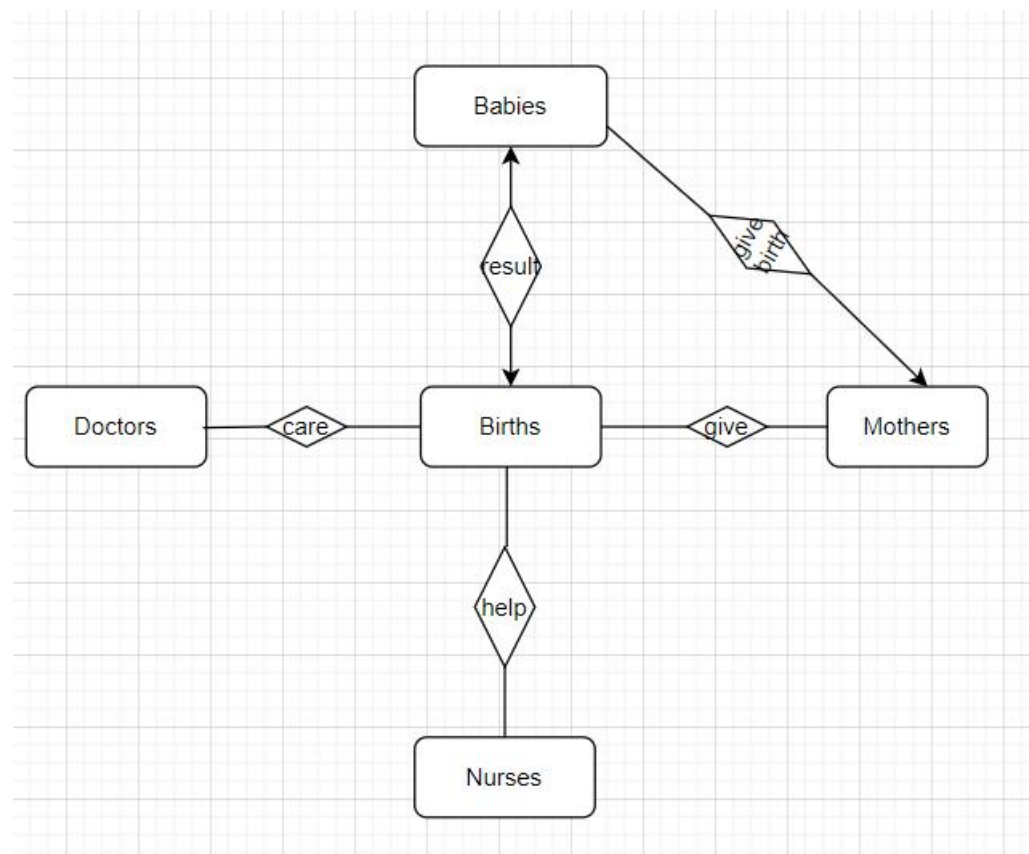 Babies
give
birth
result
Doctors
care
Births
give
Mothers
help
Nurses